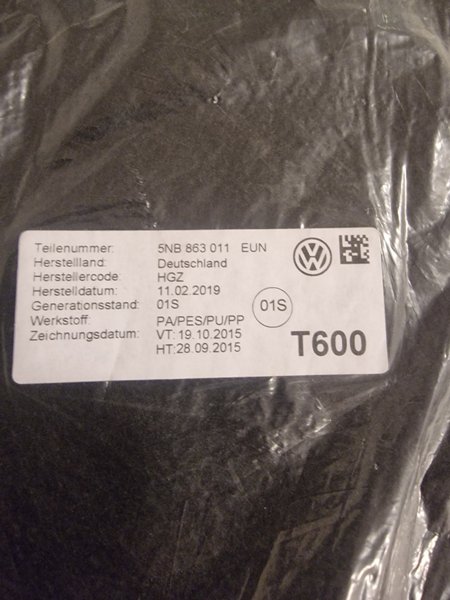 Teilenummer: 5NB 863 011 EUN
Herstellland: Deutschland
Herstellercode: HGZ
Herstelldatum: 11.02.2019
Generationsstand: 01S
Werkstoff: PA/PES/PU/PP
Zeichnungsdatum: VT: 19.10.2015
HT: 28.09.2015
01S
T600